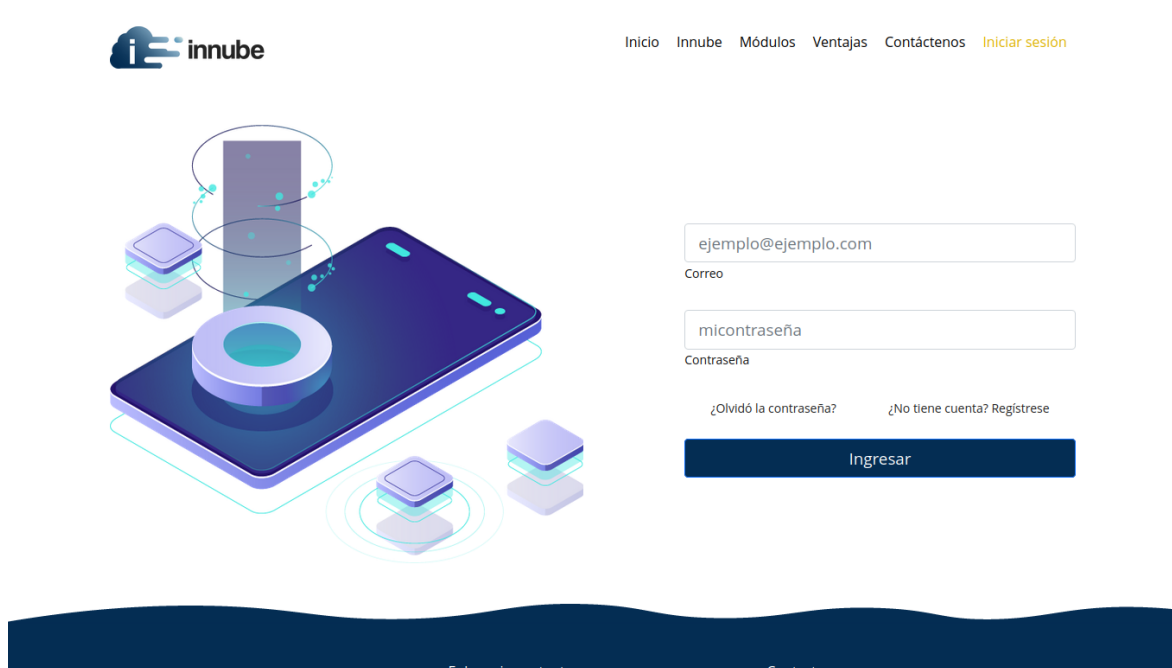 i innube
Inicio Innube Módulos Ventajas Contáctenos Iniciar sesión
ejemplo@ejemplo.com
Correo
micontraseña
Contraseña
¿Olvidó la contraseña? ¿No tiene cuenta? Regístrese
Ingresar